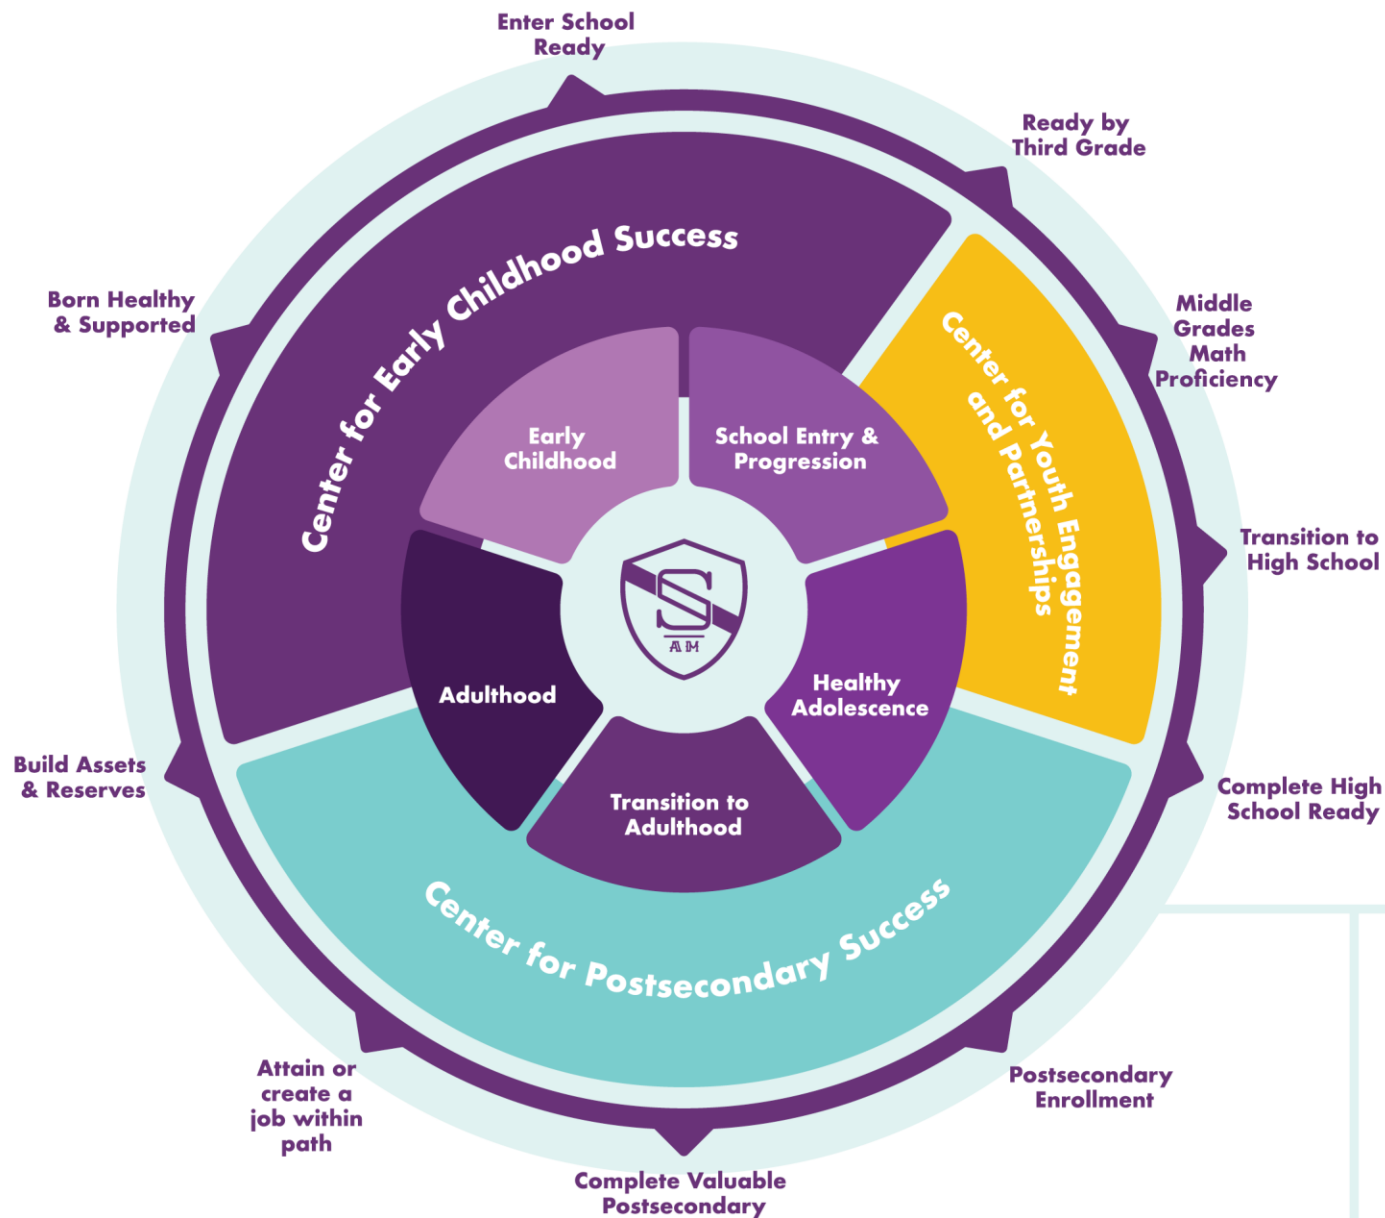 Enter School
Ready
Ready by
Third Grade
Middle
Grades
Math
Proficiency
Transition to
High School
Complete High
School Ready
Postsecondary
Enrollment
Complete Valuable
Postsecondary
Attain or
create a
job within
path
Build Assets
& Reserves
Born Healthy
& Supported
Center for Early Childhood Success
Center for Youth Engagement
and Partnerships
Center for Postsecondary Success
Early
Childhood
School Entry &
Progression
Healthy
Adolescence
Transition to
Adulthood
Adulthood
S
AIM